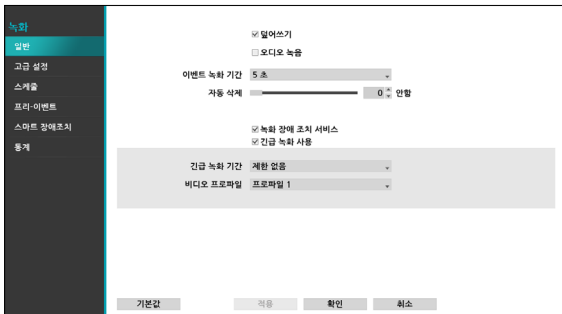 녹화
일반
고급 설정
스케줄
프리-이벤트
스마트 장애조치
통계
덮어쓰기
오디오 녹음
이벤트 녹화 기간 5 초
자동 삭제 0 안함
녹화 장애 조치 서비스
긴급 녹화 사용
긴급 녹화 기간 제한 없음
비디오 프로파일 프로파일 1
기본값 적용 확인 취소